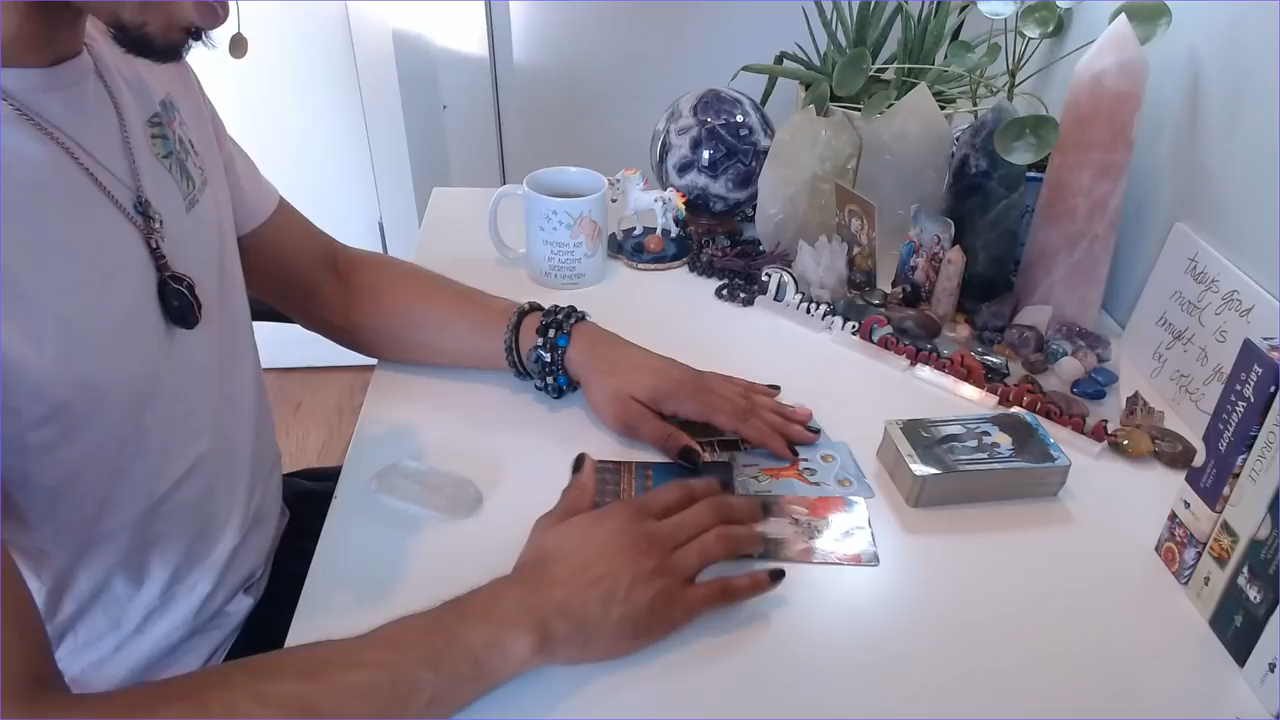 UNICORNS ARE
AWESOME
I AM AWESOME
THEREFORE
I AM A UNICORN
Divine
today's good
mood is
brought to you
by coffee
Earth Warriors
ORACLE
ORACLE